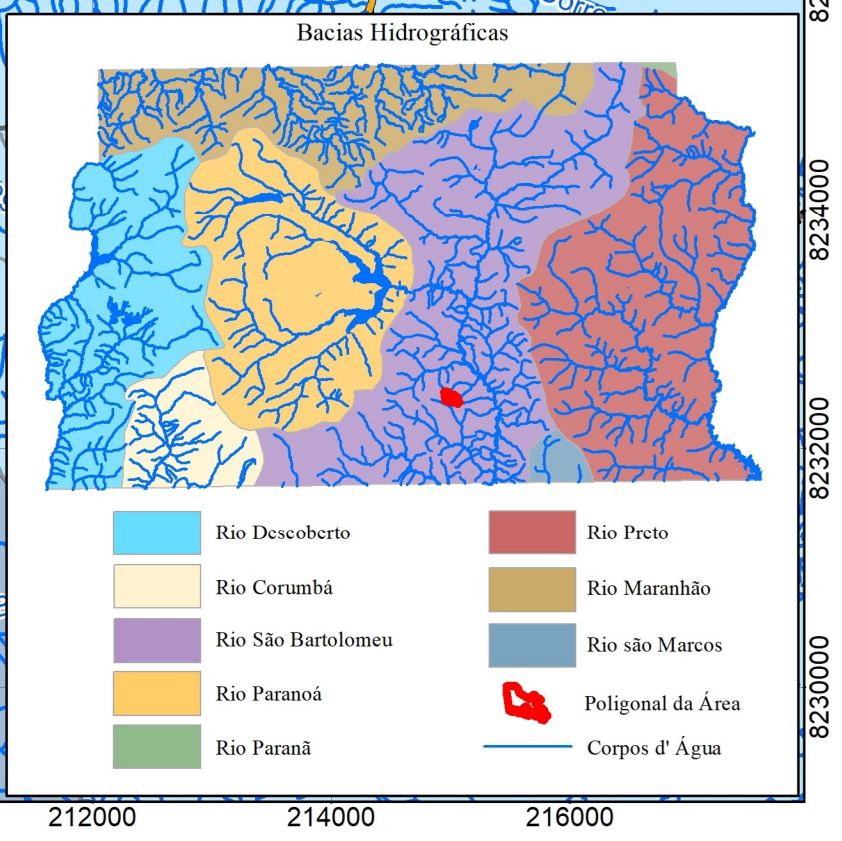 Bacias Hidrográficas
Rio Descoberto
Rio Corumbá
Rio São Bartolomeu
Rio Paranoá
Rio Paranã
Rio Preto
Rio Maranhão
Rio são Marcos
Poligonal da Área
Corpos d' Água
8234000
8232000
8230000
212000
214000
216000